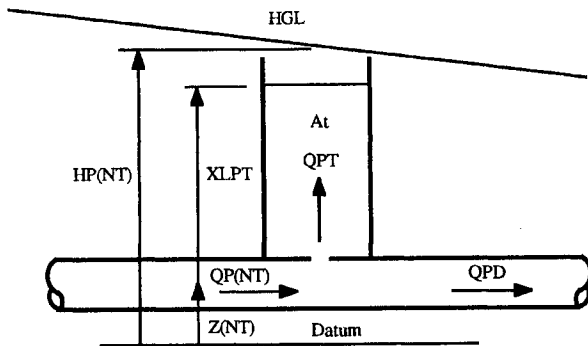 HGL
At
HP(NT)
XLPT
QPT
QP(NT)
QPD
Z(NT)
Datum